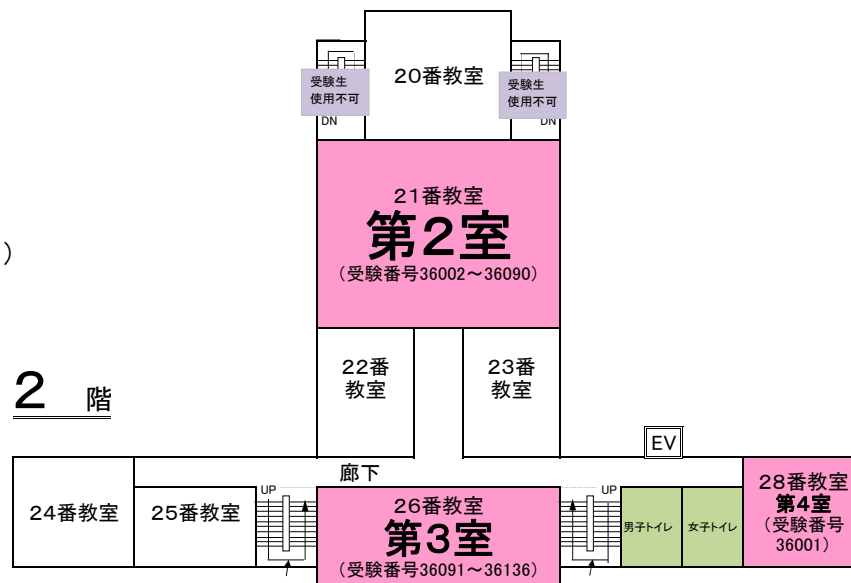 20番教室
受験生
使用不可
受験生
使用不可
DN
DN
21番教室
第2室
（受験番号36002～36090）
）
22番
教室
23番
教室
2 階
EV
廊下
24番教室
25番教室
UP
26番教室
第3室
（受験番号36091～36136）
UP
男子トイレ
女子トイレ
28番教室
第4室
（受験番号
36001）